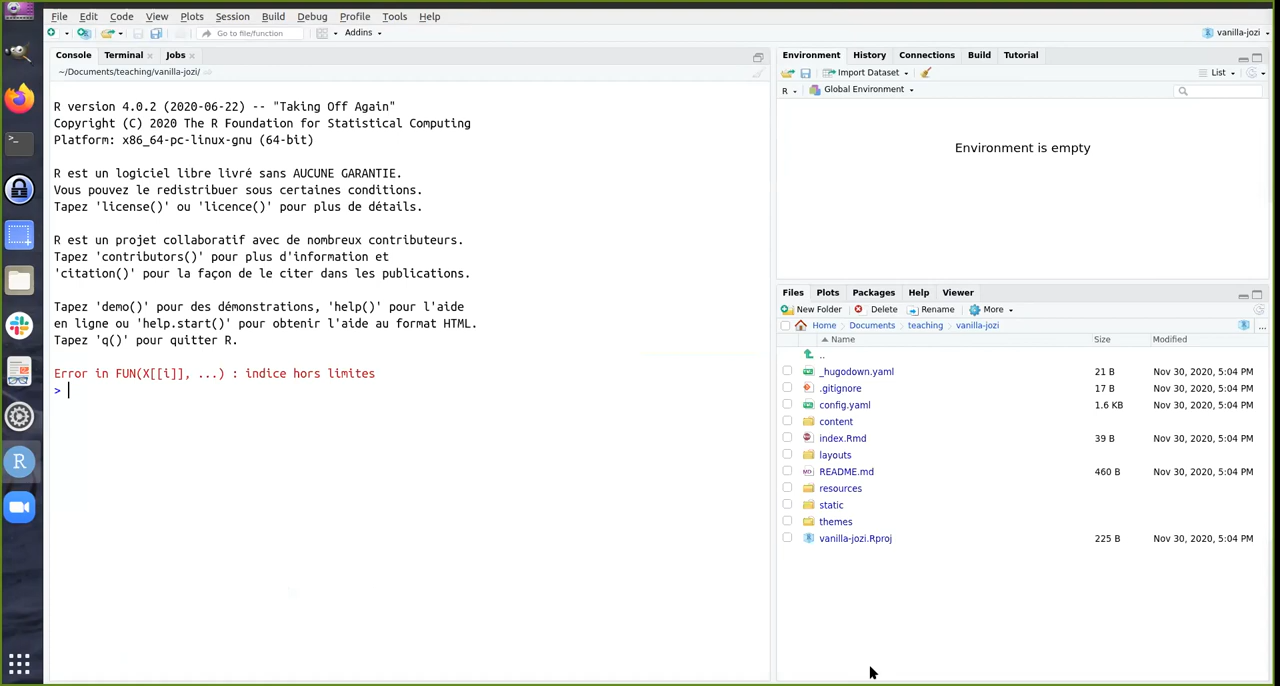 File Edit Code View Plots Session Build Debug Profile Tools Help
Go to file/function Addins vanilla-jozi
Console Terminal Jobs
~/Documents/teaching/vanilla-jozi/
R version 4.0.2 (2020-06-22) -- "Taking Off Again"
Copyright (C) 2020 The R Foundation for Statistical Computing
Platform: x86_64-pc-linux-gnu (64-bit)
R est un logiciel libre livré sans AUCUNE GARANTIE.
Vous pouvez le redistribuer sous certaines conditions.
Tapez 'license()' ou 'licence()' pour plus de détails.
R est un projet collaboratif avec de nombreux contributeurs.
Tapez 'contributors()' pour plus d'information et
'citation()' pour la façon de le citer dans les publications.
Tapez 'demo()' pour des démonstrations, 'help()' pour l'aide
en ligne ou 'help.start()' pour obtenir l'aide au format HTML.
Tapez 'q()' pour quitter R.
Error in FUN(X[[i]], ...) : indice hors limites
>
Environment History Connections Build Tutorial
Import Dataset List
R Global Environment
Environment is empty
Files Plots Packages Help Viewer
New Folder Delete Rename More
Home Documents teaching vanilla-jozi ...
Name Size Modified
..
_hugodown.yaml 21 B Nov 30, 2020, 5:04 PM
.gitignore 17 B Nov 30, 2020, 5:04 PM
config.yaml 1.6 KB Nov 30, 2020, 5:04 PM
content
index.Rmd 39 B Nov 30, 2020, 5:04 PM
layouts
README.md 460 B Nov 30, 2020, 5:04 PM
resources
static
themes
vanilla-jozi.Rproj 225 B Nov 30, 2020, 5:04 PM
R